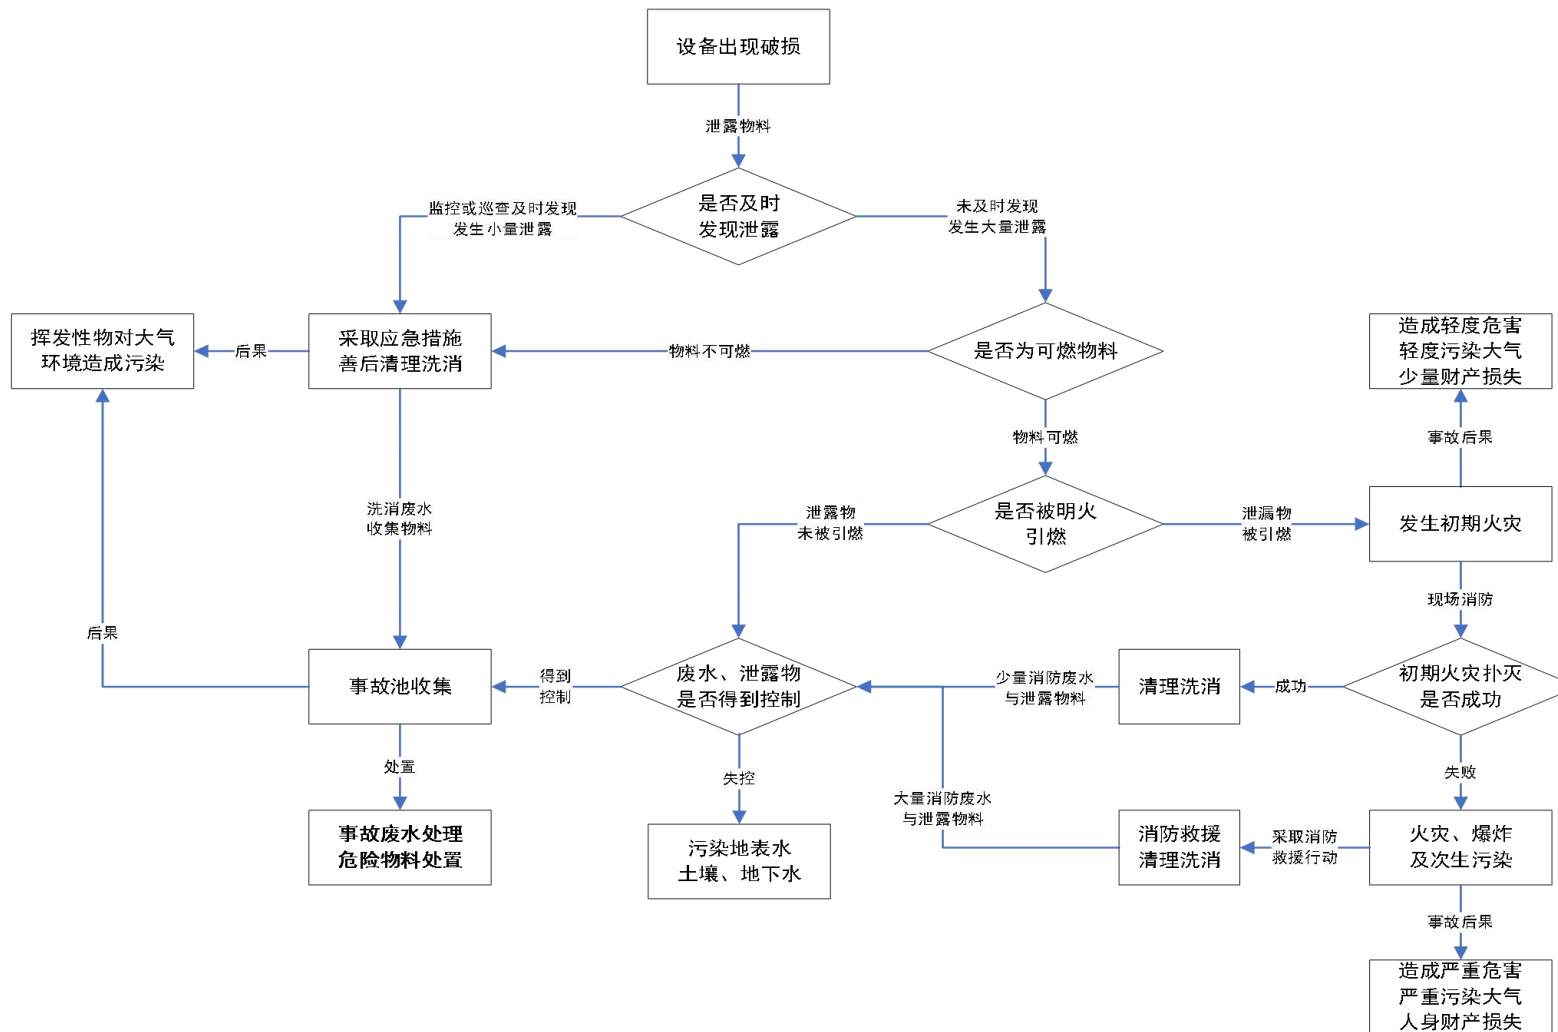 设备出现破损
泄露物料
是否及时
发现泄露
监控或巡查及时发现
发生小量泄露
未及时发现
发生大量泄露
挥发性物对大气
环境造成污染
后果
采取应急措施
善后清理洗消
物料不可燃
是否为可燃物料
造成轻度危害
轻度污染大气
少量财产损失
物料可燃
事故后果
洗消废水
收集物料
泄露物
未被引燃
是否被明火
引燃
泄漏物
被引燃
发生初期火灾
现场消防
后果
事故池收集
得到
控制
废水、泄露物
是否得到控制
少量消防废水
与泄露物料
清理洗消
成功
初期火灾扑灭
是否成功
处置
失控
大量消防废水
与泄露物料
失败
事故废水处理
危险物料处置
污染地表水
土壤、地下水
消防救援
清理洗消
采取消防
救援行动
火灾、爆炸
及次生污染
事故后果
造成严重危害
严重污染大气
人身财产损失